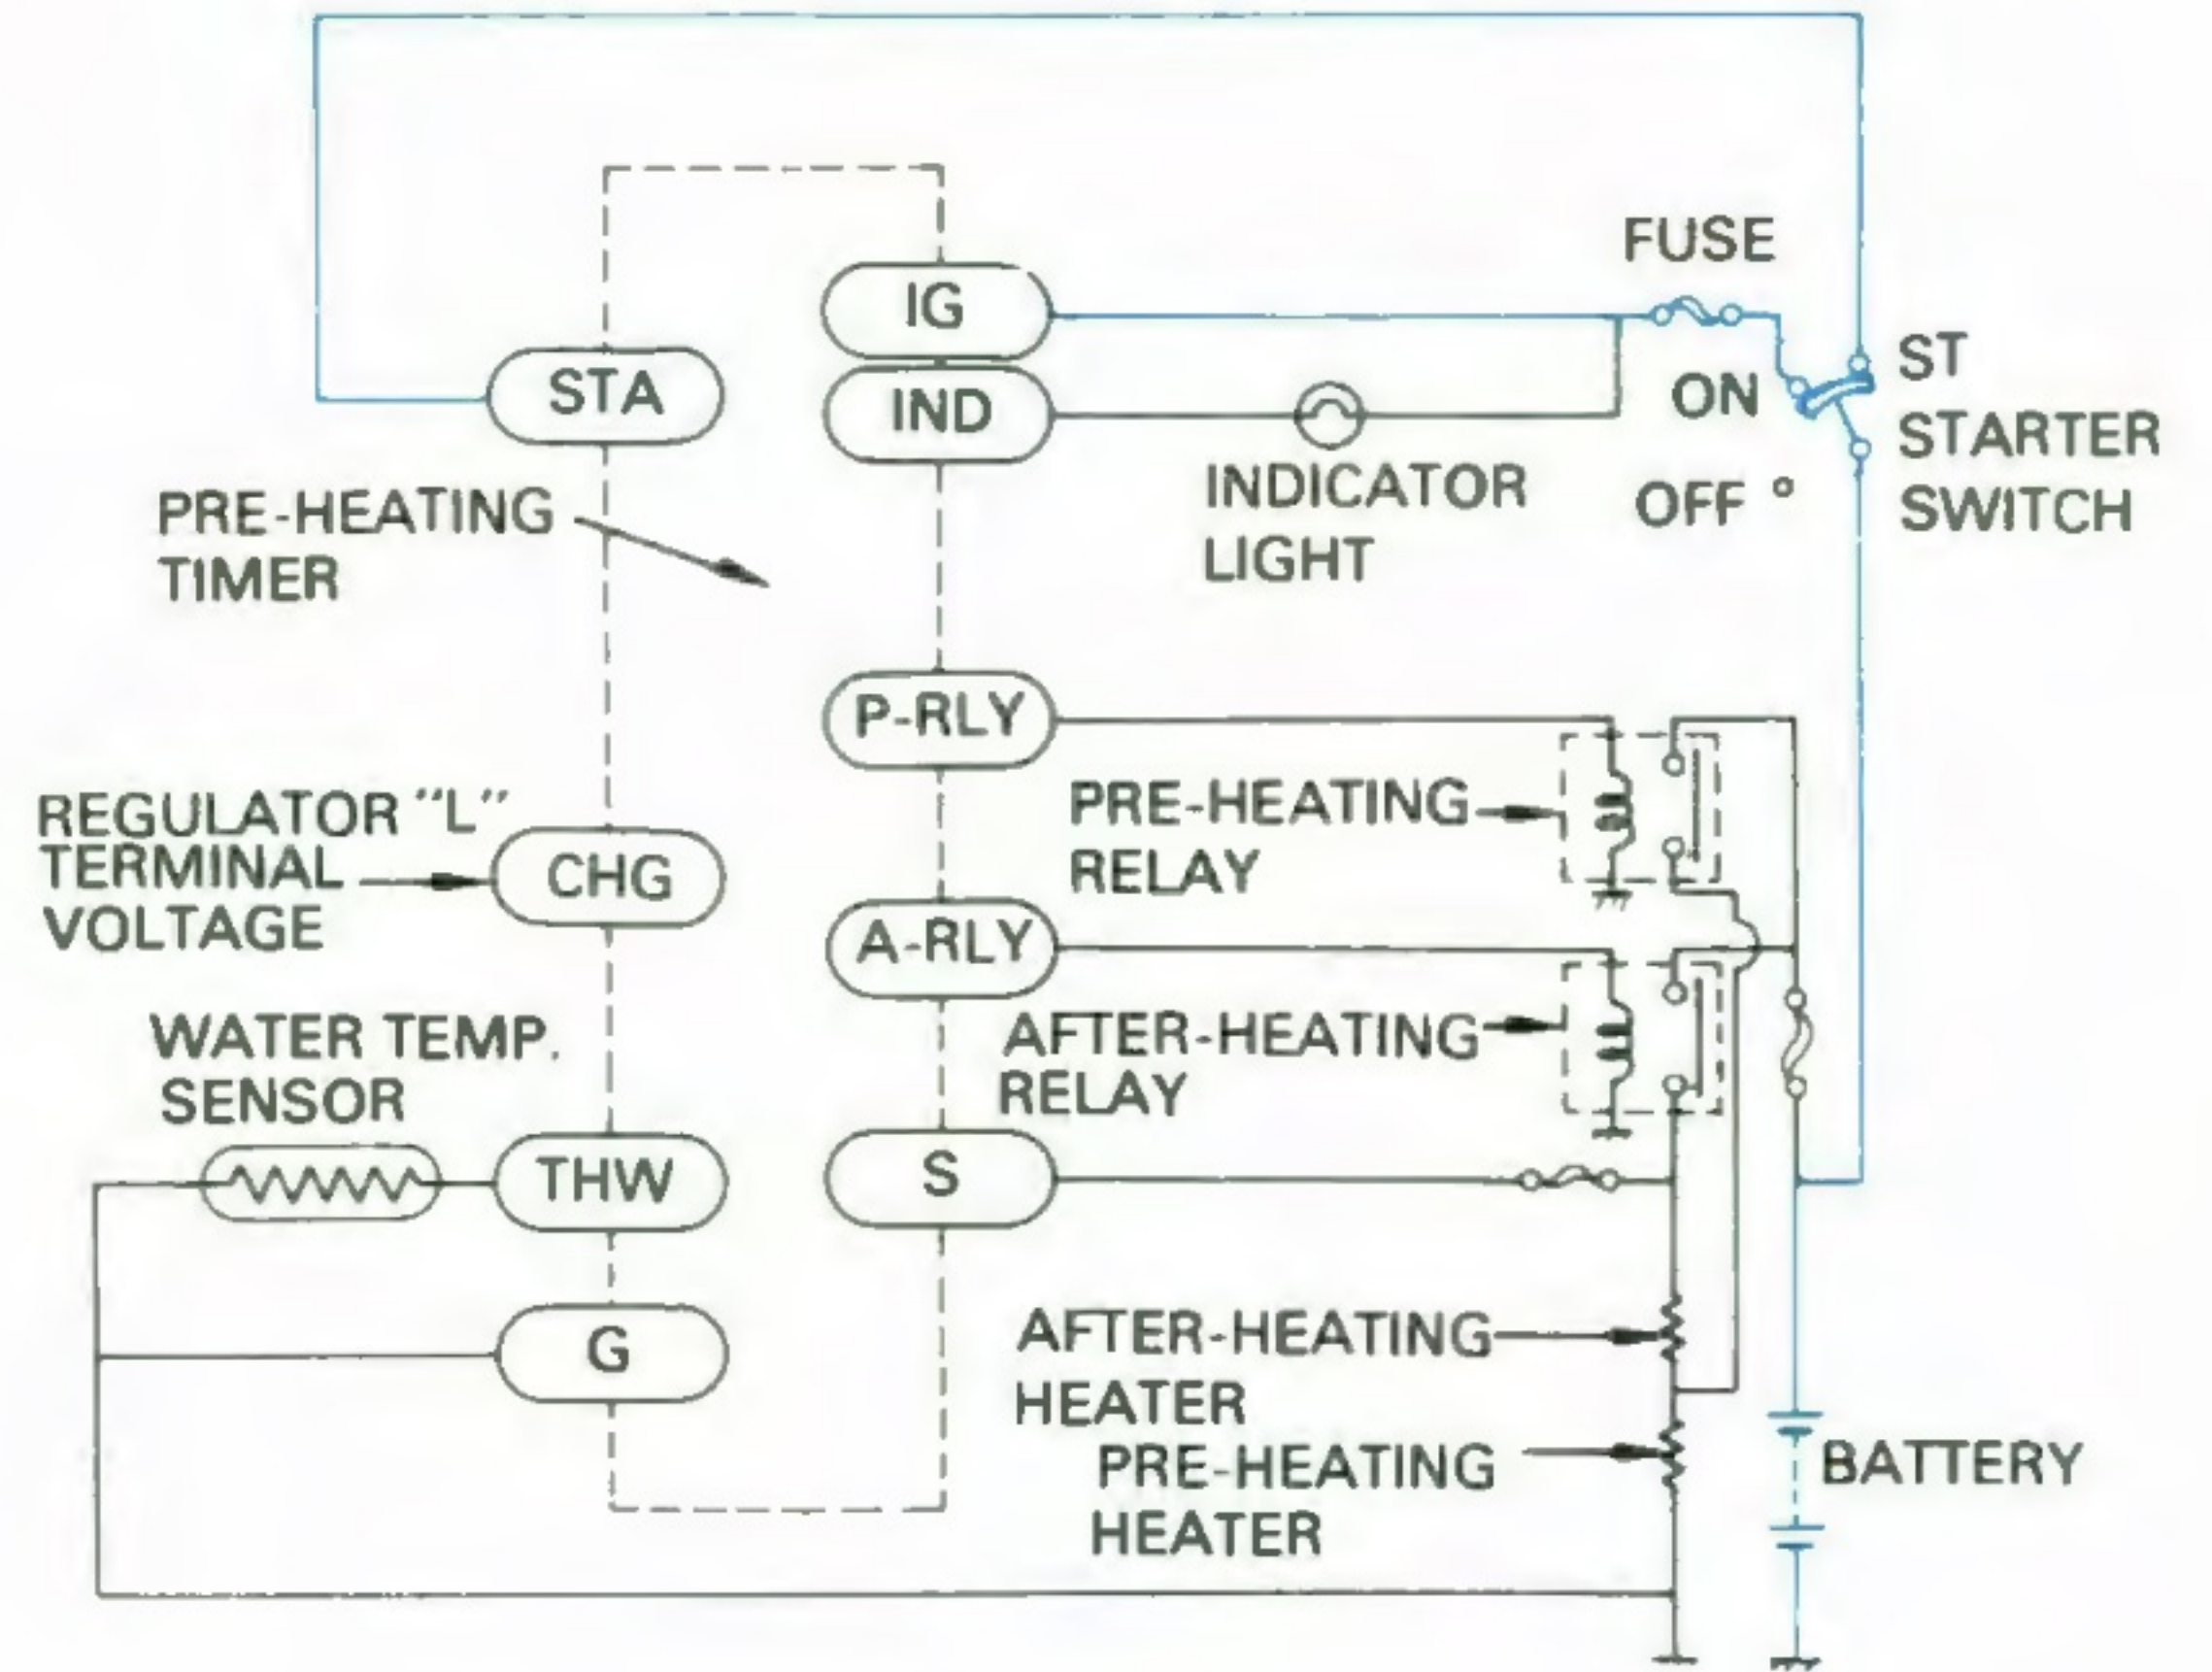 FUSE
IG
ST
STA
IND
ON
STARTER
INDICATOR
OFF
SWITCH
PRE-HEATING
LIGHT
TIMER
P-RLY
REGULATOR "L"
PRE-HEATING
TERMINAL
CHG
RELAY
VOLTAGE
A-RLY
WATER TEMP.
AFTER-HEATING
SENSOR
RELAY
THW
S
G
AFTER-HEATING
HEATER
PRE-HEATING
BATTERY
HEATER